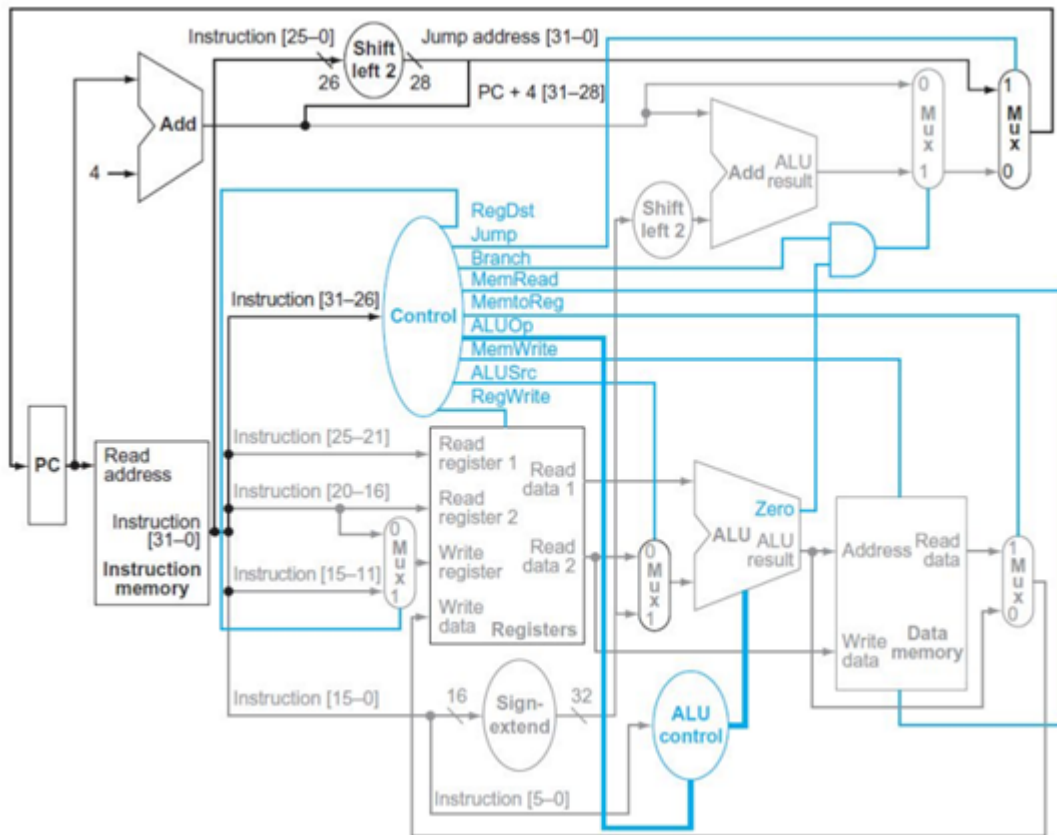 Instruction [25–0]
Shift
left 2
Jump address [31–0]
26
28
PC + 4 [31–28]
Add
4
0
M
u
x
1
1
M
u
x
0
Add
ALU
result
Shift
left 2
RegDst
Jump
Branch
MemRead
MemtoReg
ALUOp
MemWrite
ALUSrc
RegWrite
Instruction [31–26]
Control
PC
Read
address
Instruction
[31–0]
Instruction
memory
Instruction [25–21]
Instruction [20–16]
Instruction [15–11]
0
M
u
x
1
Read
register 1
Read
register 2
Write
register
Write
data
Read
data 1
Read
data 2
Registers
0
M
u
x
1
Zero
ALU
ALU
result
Address
Read
data
Write
data
Data
memory
1
M
u
x
0
Instruction [15–0]
16
Sign-
extend
32
ALU
control
Instruction [5–0]